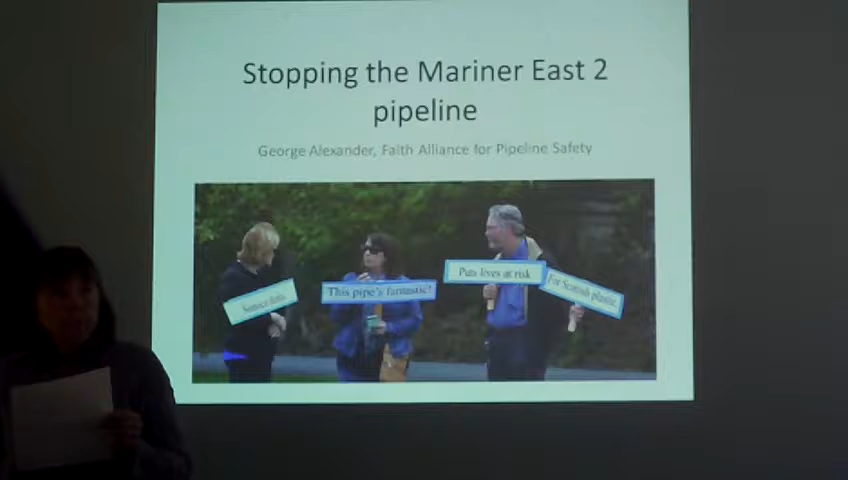 Stopping the Mariner East 2
pipeline
George Alexander, Faith Alliance for Pipeline Safety
Sunoco
This pipe's fantastic!
Puts lives at risk
For Scottish plastic.